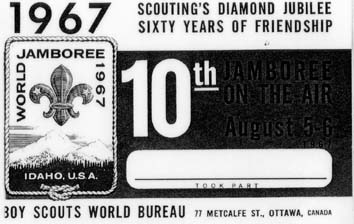 1967
SCOUTING'S DIAMOND JUBILEE
SIXTY YEARS OF FRIENDSHIP
WORLD JAMBOREE 1967
IDAHO, U.S.A.
10th JAMBOREE
ON THE AIR
August 5-6
TOOK PART
BOY SCOUTS WORLD BUREAU 77 METCALFE ST., OTTAWA, CANADA